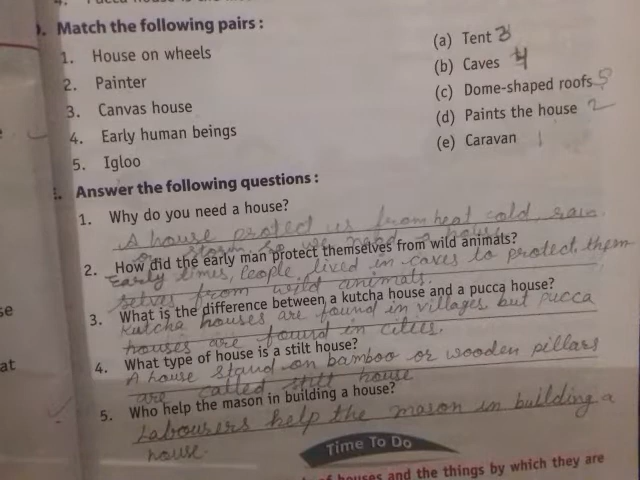 Match the following pairs :
1. House on wheels (a) Tent 3
2. Painter (b) Caves 4
3. Canvas house (c) Dome-shaped roofs 5
4. Early human beings (d) Paints the house 2
5. Igloo (e) Caravan 1
Answer the following questions :
1. Why do you need a house?
A house protect us from heat cold, rain.
or storm, so we need a house
2. How did the early man protect themselves from wild animals?
Early times, People lived in caves to protect them
selves from wild animals.
3. What is the difference between a kutcha house and a pucca house?
Kutcha houses are found in villages, but pucca
houses are found in cities.
4. What type of house is a stilt house?
A house stand on bamboo or wooden pillars
are called stilt house
5. Who help the mason in building a house?
Labourers help the mason in building a
house.
Time To Do
houses and the things by which they are
se
at